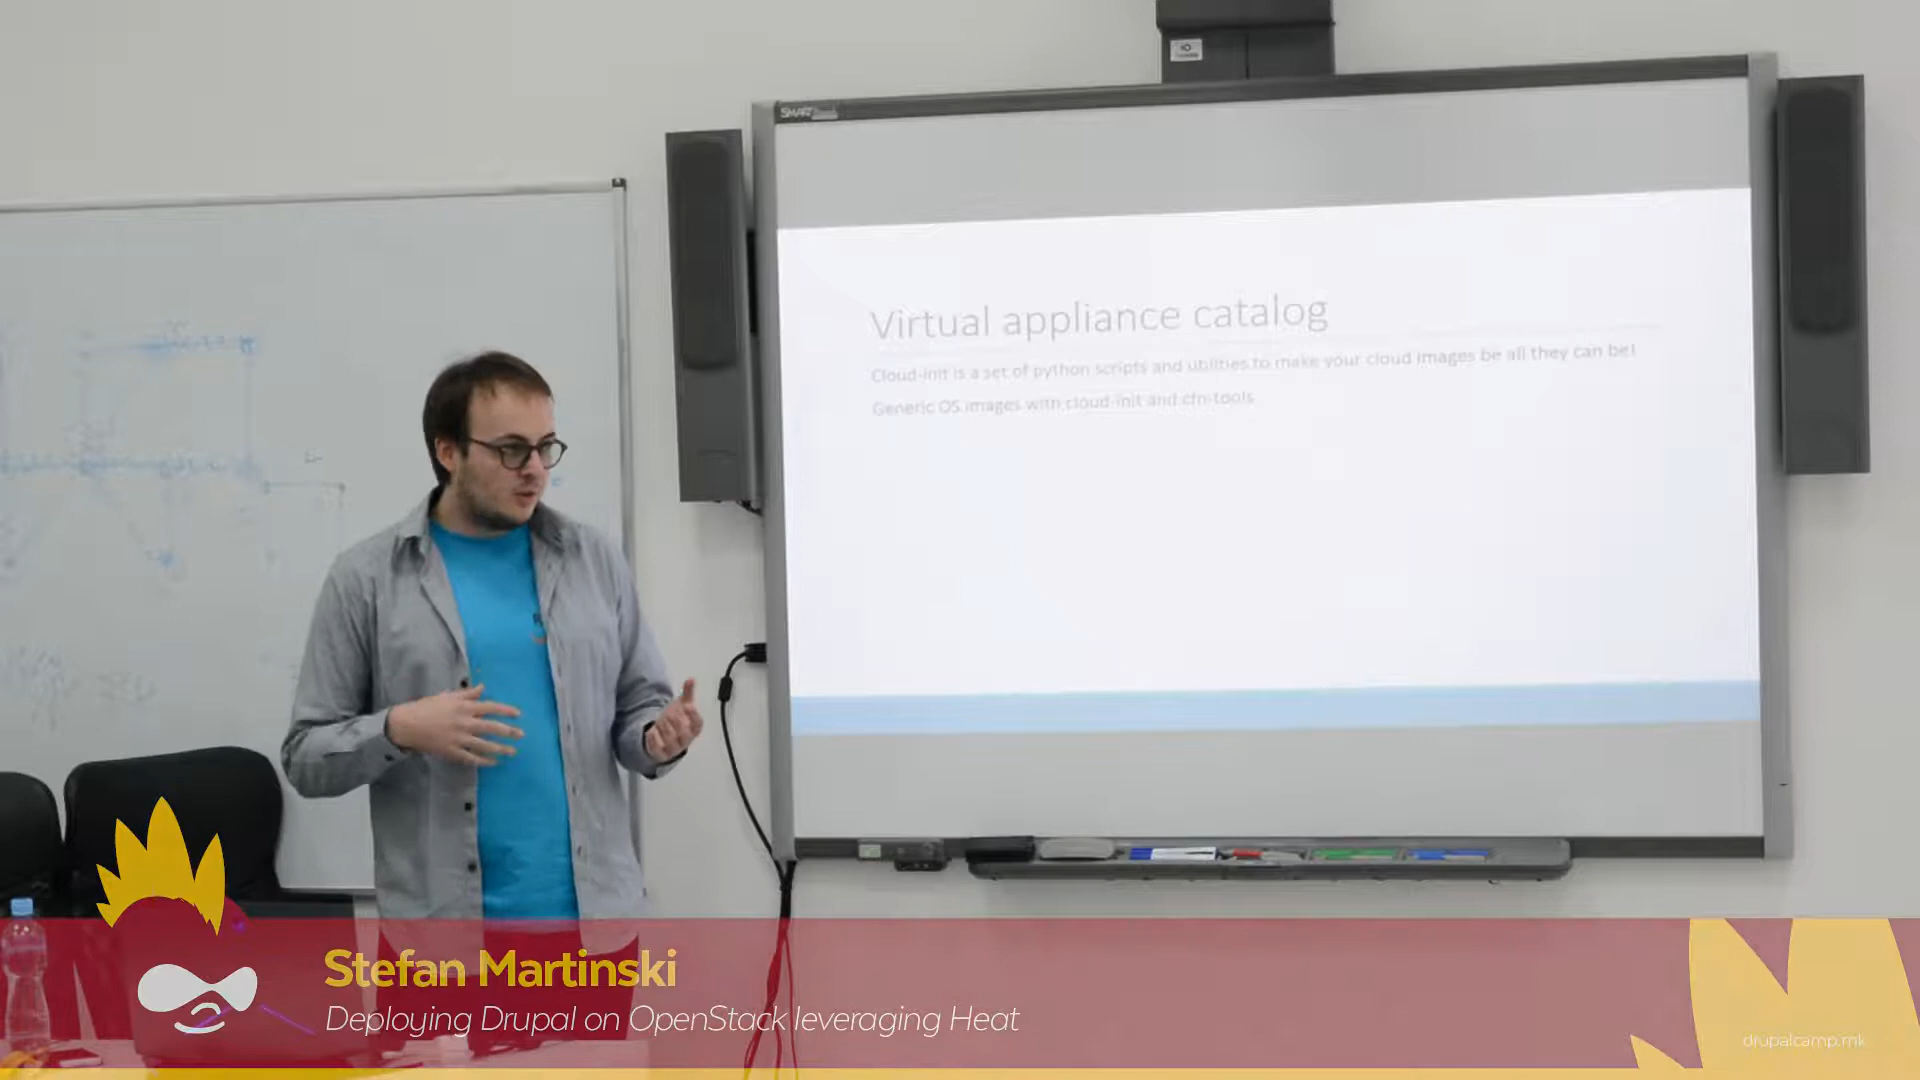 SMART
Virtual appliance catalog
Cloud-init is a set of python scripts and utilities to make your cloud images be all they can be!
Generic OS images with cloud-init and cfn-tools
Stefan Martinski
Deploying Drupal on OpenStack leveraging Heat
drupalcamp.mk